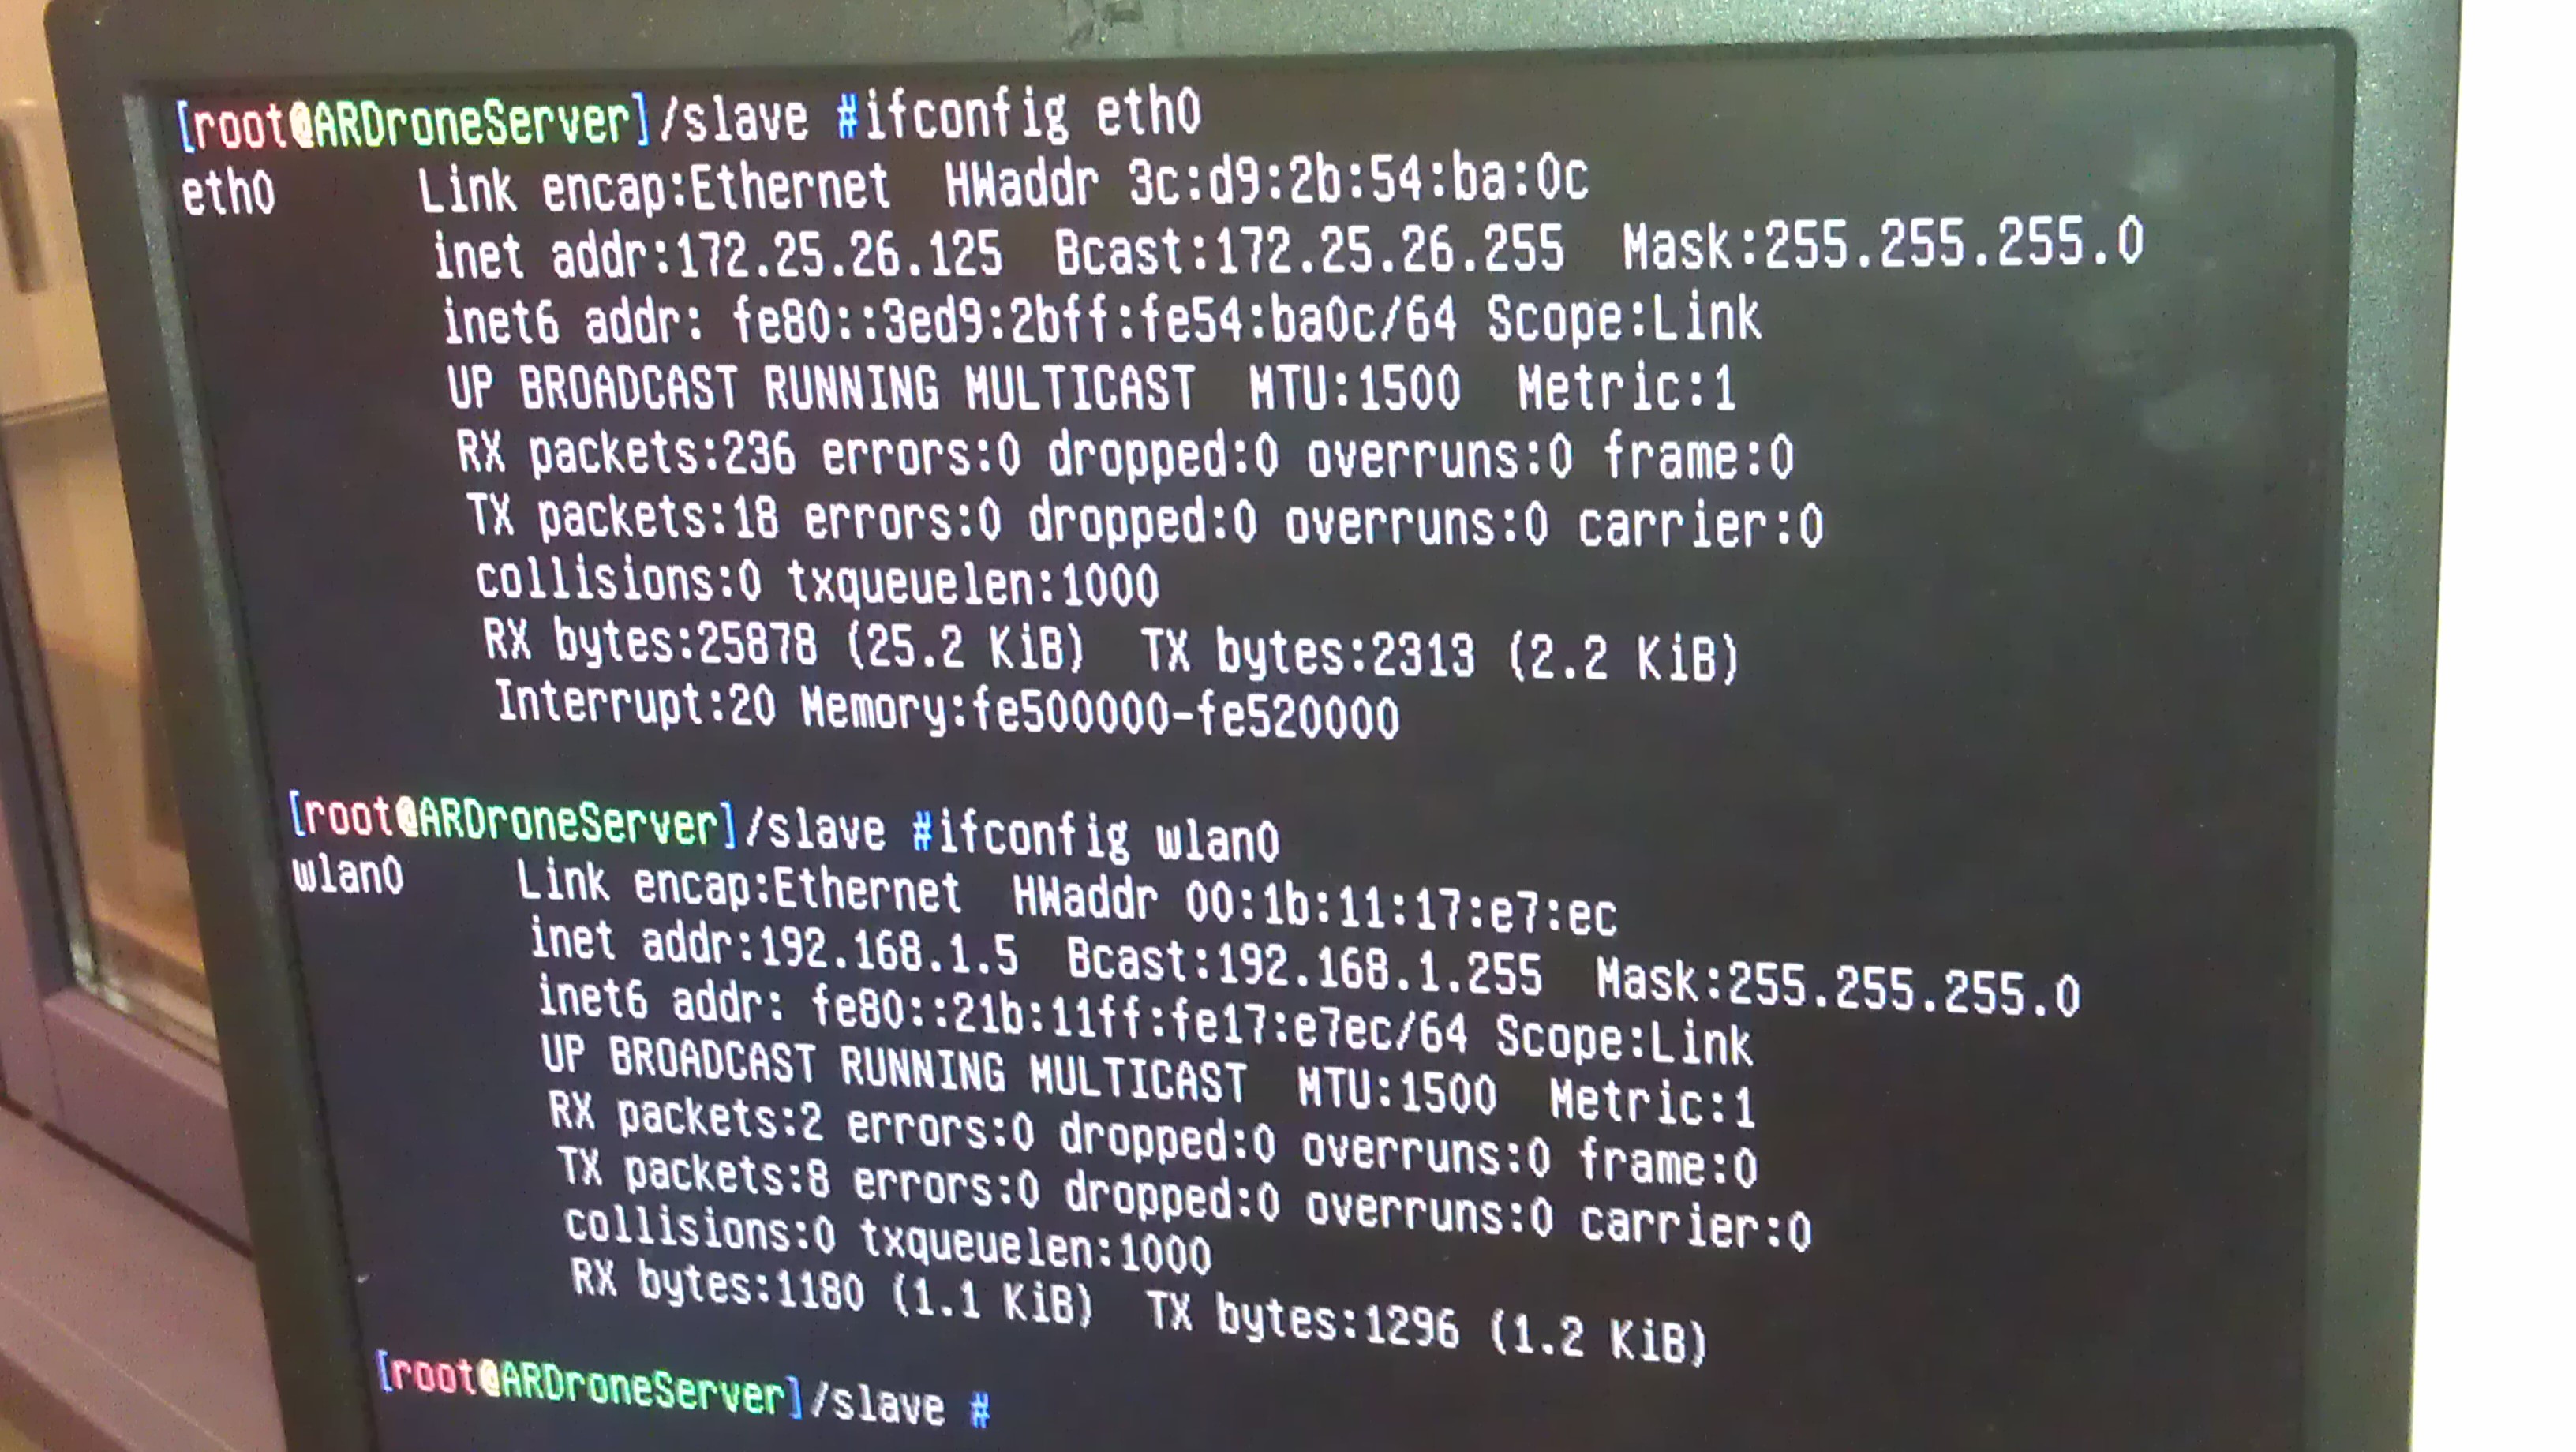 [root@ARDroneServer]/slave #ifconfig eth0
eth0 Link encap:Ethernet HWaddr 3c:d9:2b:54:ba:0c
inet addr:172.25.26.125 Bcast:172.25.26.255 Mask:255.255.255.0
inet6 addr: fe80::3ed9:2bff:fe54:ba0c/64 Scope:Link
UP BROADCAST RUNNING MULTICAST MTU:1500 Metric:1
RX packets:236 errors:0 dropped:0 overruns:0 frame:0
TX packets:18 errors:0 dropped:0 overruns:0 carrier:0
collisions:0 txqueuelen:1000
RX bytes:25878 (25.2 KiB) TX bytes:2313 (2.2 KiB)
Interrupt:20 Memory:fe500000-fe520000
[root@ARDroneServer]/slave #ifconfig wlan0
wlan0 Link encap:Ethernet HWaddr 00:1b:11:17:e7:ec
inet addr:192.168.1.5 Bcast:192.168.1.255 Mask:255.255.255.0
inet6 addr: fe80::21b:11ff:fe17:e7ec/64 Scope:Link
UP BROADCAST RUNNING MULTICAST MTU:1500 Metric:1
RX packets:2 errors:0 dropped:0 overruns:0 frame:0
TX packets:8 errors:0 dropped:0 overruns:0 carrier:0
collisions:0 txqueuelen:1000
RX bytes:1180 (1.1 KiB) TX bytes:1296 (1.2 KiB)
[root@ARDroneServer]/slave #